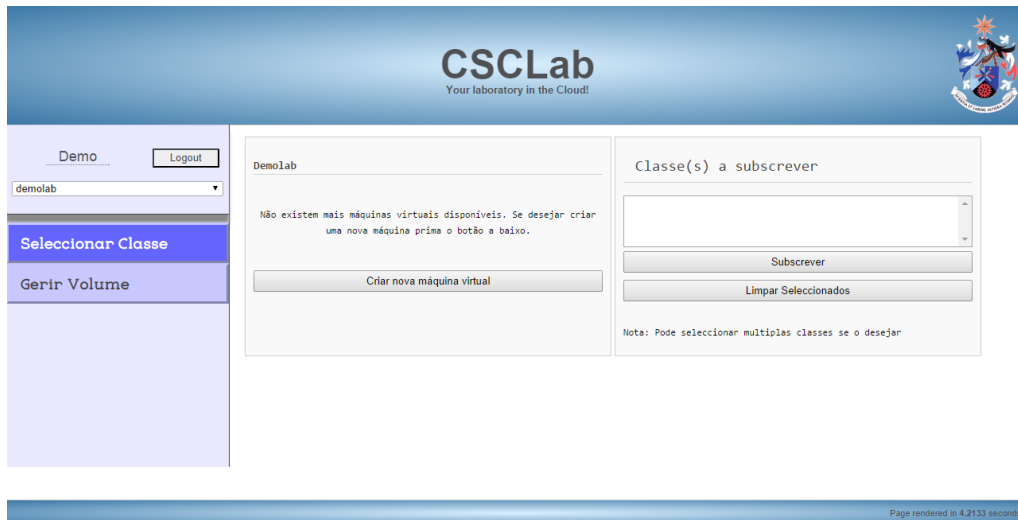 CSCLab
Your laboratory in the Cloud!
Demo
Logout
demolab
Seleccionar Classe
Gerir Volume
Demolab
Não existem mais máquinas virtuais disponíveis. Se desejar criar
uma nova máquina prima o botão a baixo.
Criar nova máquina virtual
Classe(s) a subscrever
Subscrever
Limpar Seleccionados
Nota: Pode seleccionar multiplas classes se o desejar
Page rendered in 4.2133 second